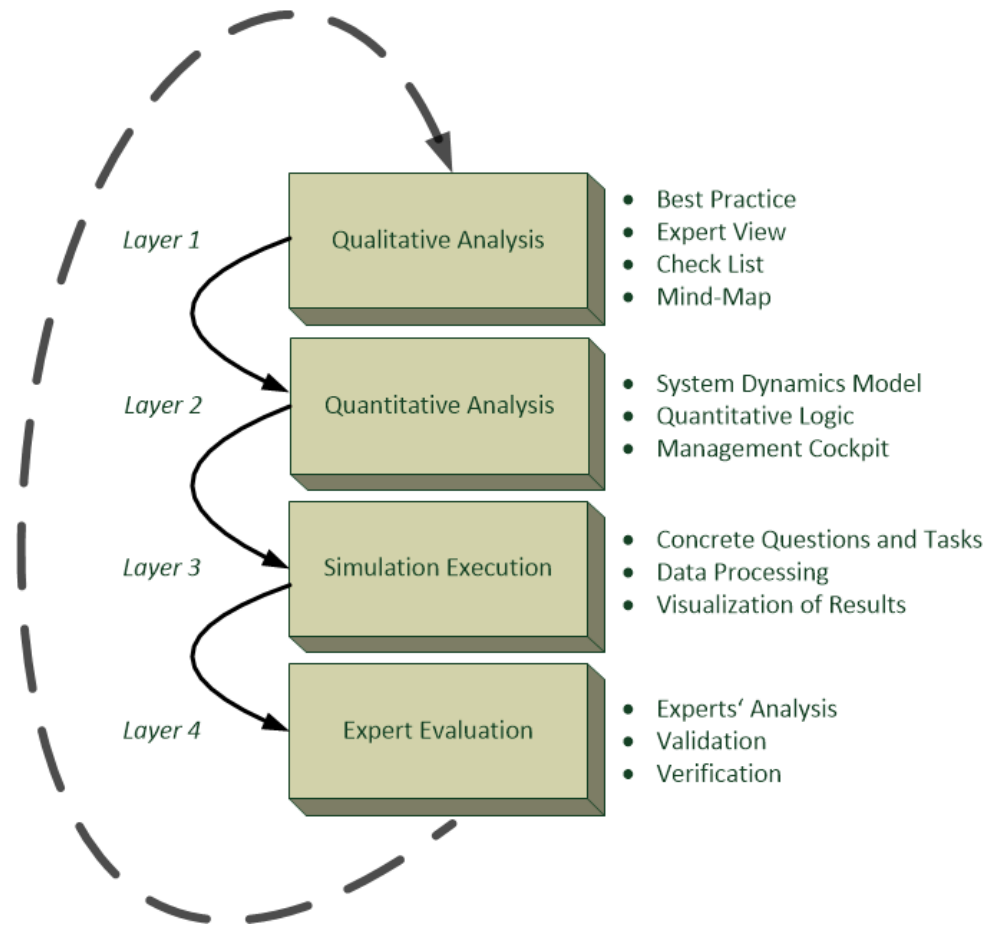 Layer 1
Qualitative Analysis
• Best Practice
• Expert View
• Check List
• Mind-Map
Layer 2
Quantitative Analysis
• System Dynamics Model
• Quantitative Logic
• Management Cockpit
Layer 3
Simulation Execution
• Concrete Questions and Tasks
• Data Processing
• Visualization of Results
Layer 4
Expert Evaluation
• Experts‘ Analysis
• Validation
• Verification